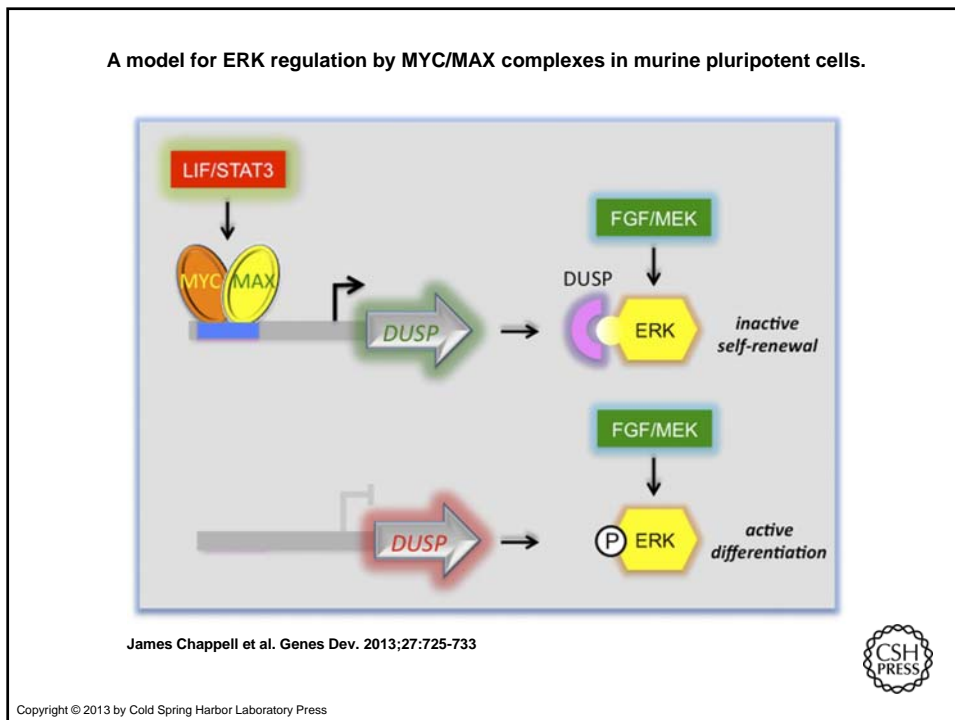 A model for ERK regulation by MYC/MAX complexes in murine pluripotent cells.
LIF/STAT3
MYC MAX
DUSP
FGF/MEK
DUSP
ERK
inactive
self-renewal
DUSP
FGF/MEK
P
ERK
active
differentiation
James Chappell et al. Genes Dev. 2013;27:725-733
CSH
PRESS
Copyright © 2013 by Cold Spring Harbor Laboratory Press